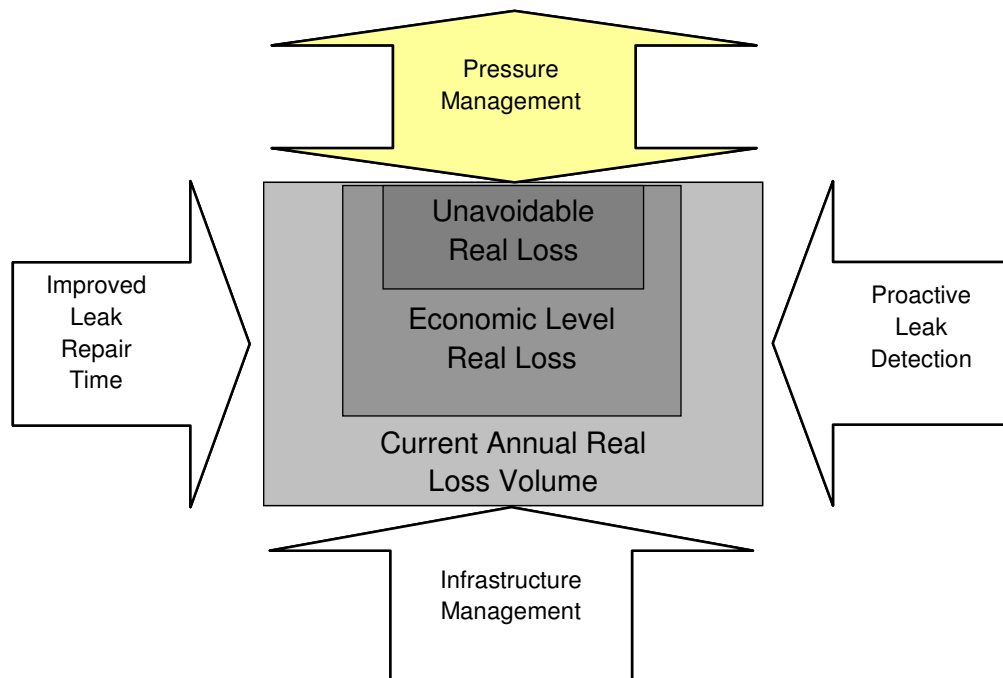 Pressure
Management
Unavoidable
Real Loss
Improved
Leak
Repair
Time
Economic Level
Real Loss
Proactive
Leak
Detection
Current Annual Real
Loss Volume
Infrastructure
Management